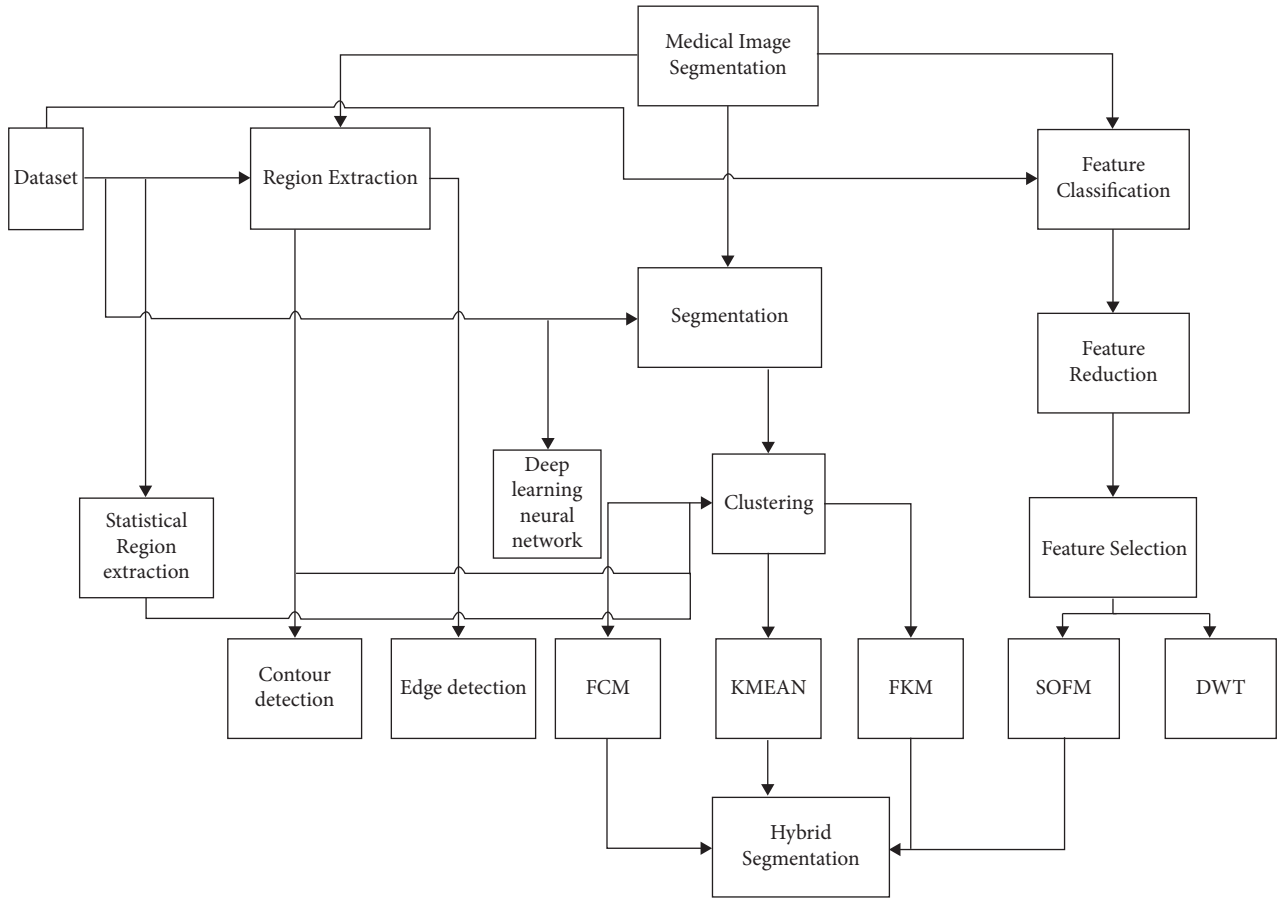 Medical Image
Segmentation
Dataset
Region Extraction
Feature
Classification
Segmentation
Feature
Reduction
Deep
learning
neural
network
Clustering
Statistical
Region
extraction
Feature Selection
Contour
detection
Edge detection
FCM
KMEAN
FKM
SOFM
DWT
Hybrid
Segmentation